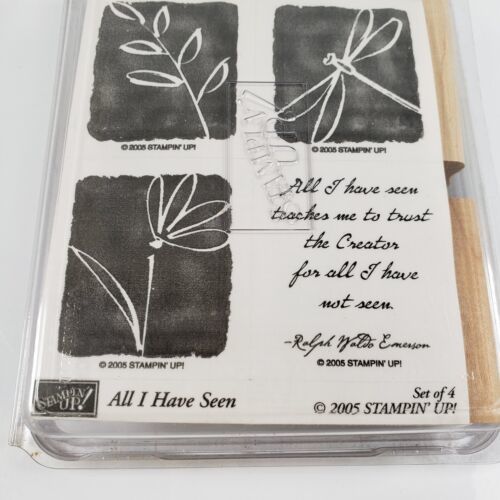 © 2005 STAMPIN' UP!
© 2005 STAMPIN' UP!
All I have seen
teaches me to trust
the Creator
for all I have
not seen.
-Ralph Waldo Emerson
© 2005 STAMPIN' UP!
© 2005 STAMPIN' UP!
STAMPIN' UP!
All I Have Seen
Set of 4
© 2005 STAMPIN' UP!